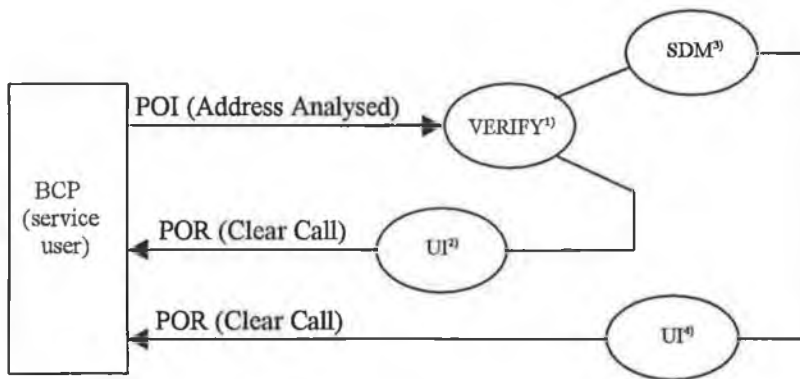 SDM³⁾
POI (Address Analysed)
VERIFY¹⁾
BCP
(service
user)
POR (Clear Call)
UI²⁾
POR (Clear Call)
UI⁴⁾